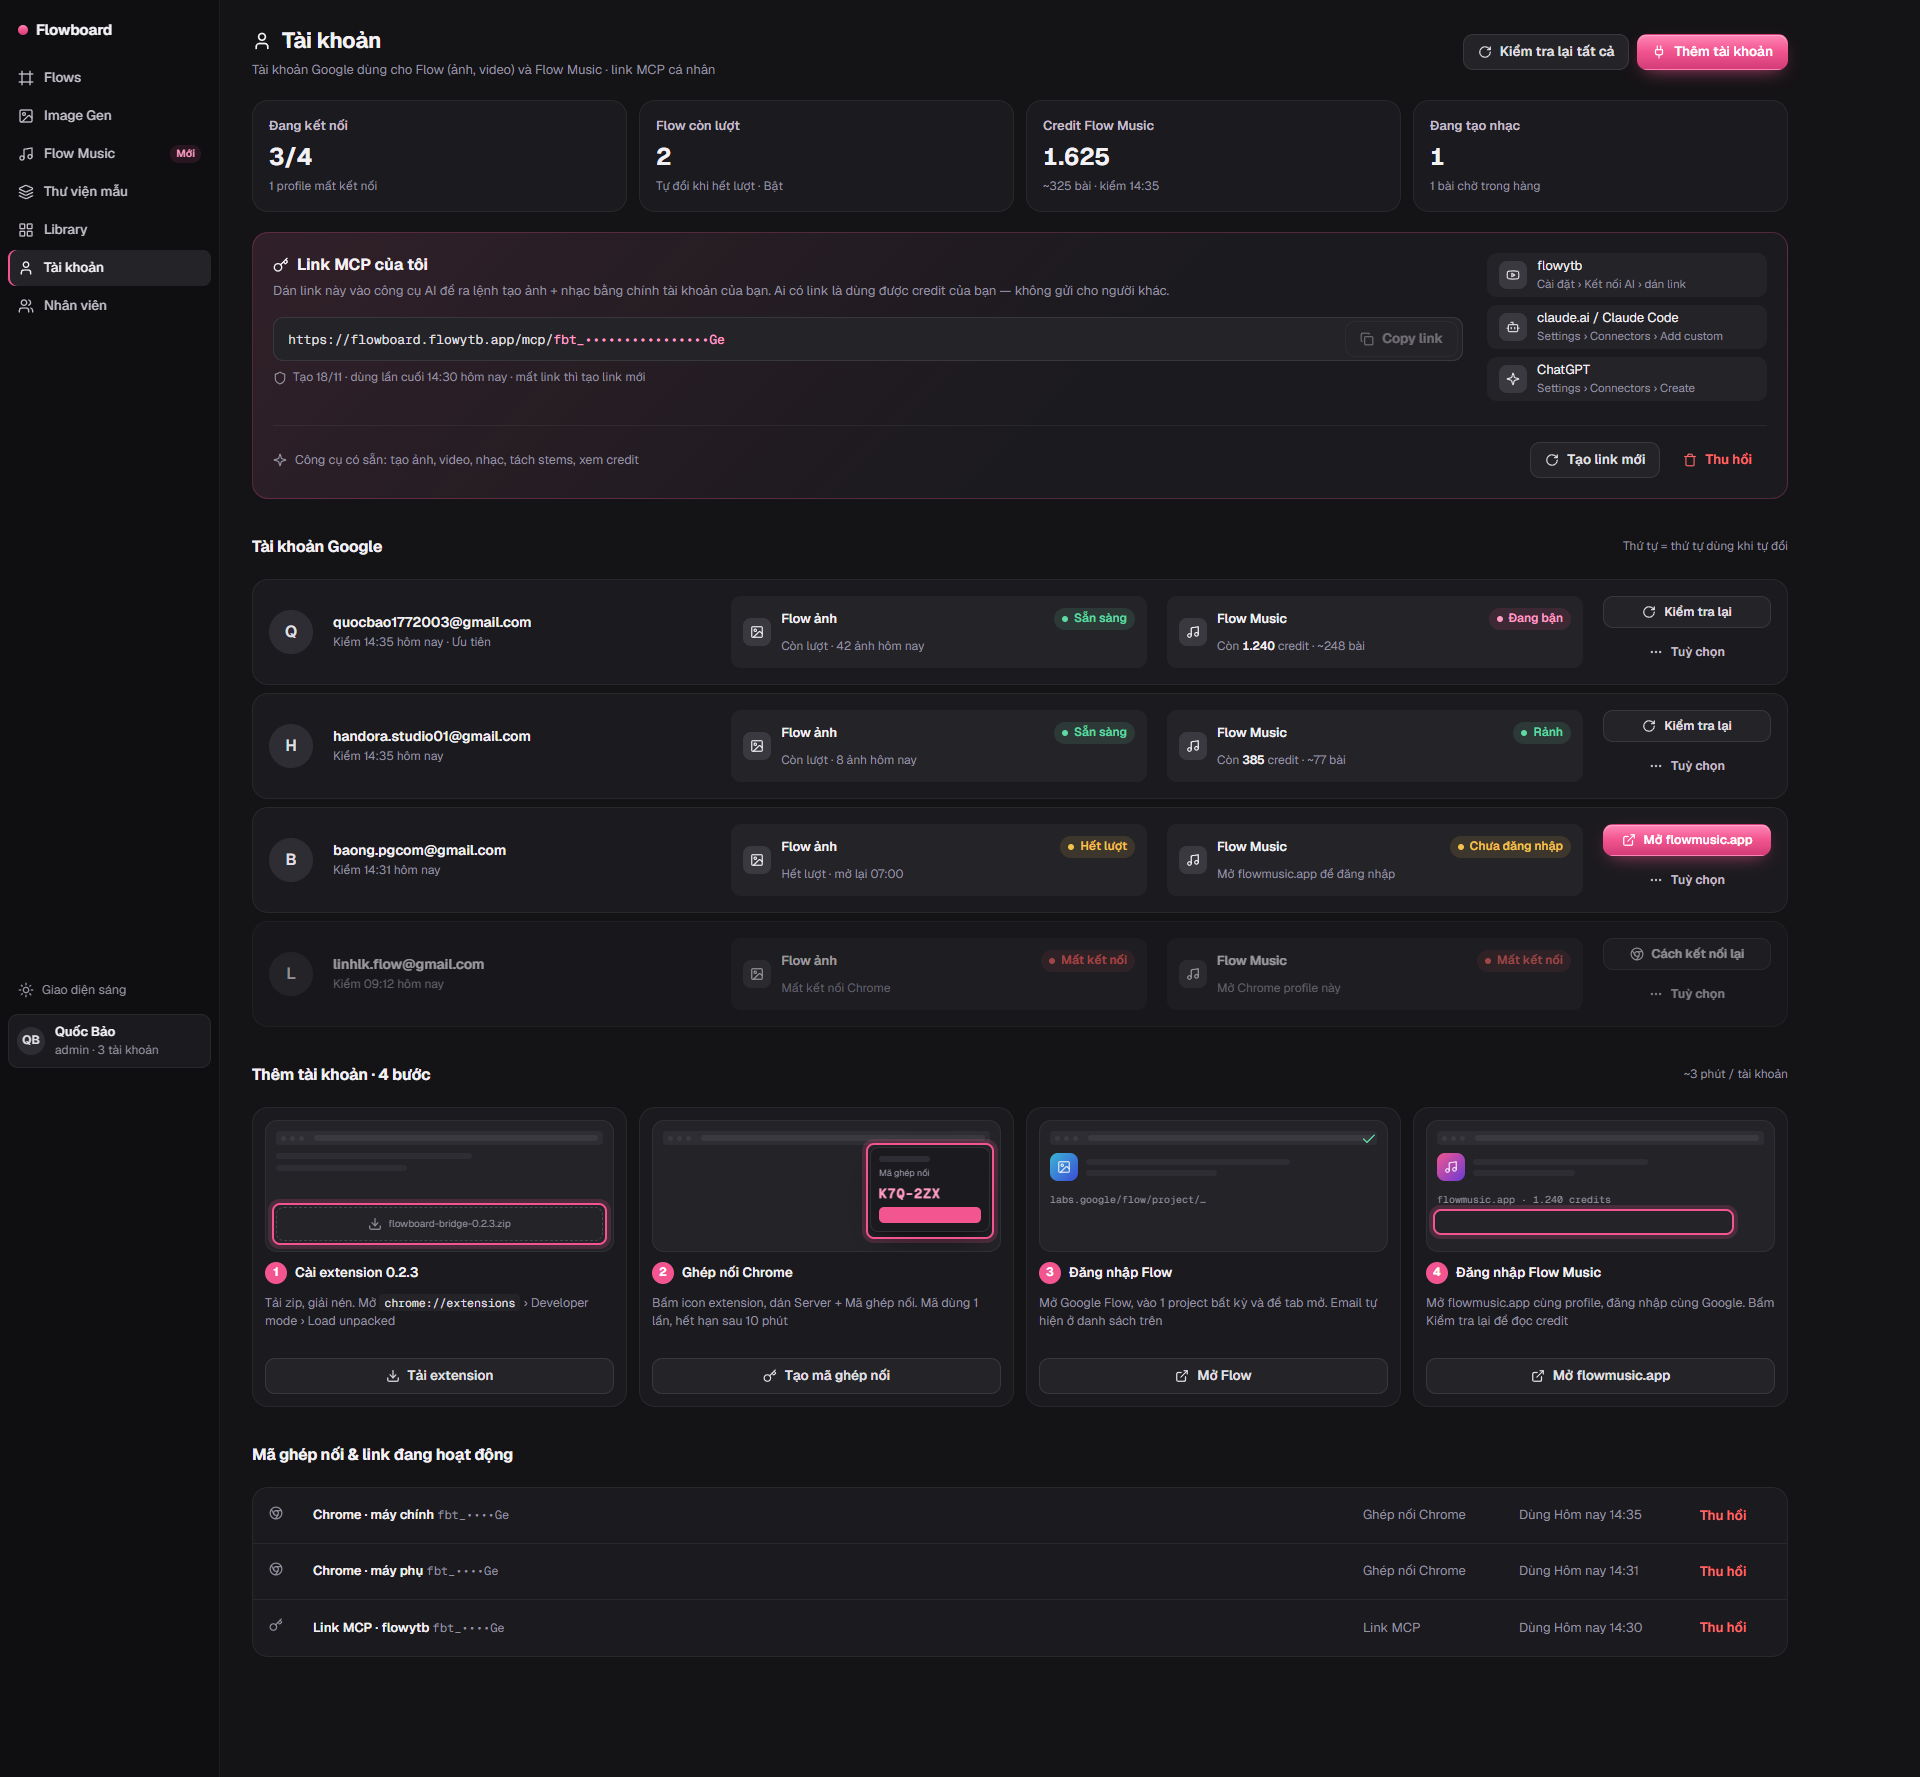 Flowboard
Flows
Image Gen
Flow Music
Mới
Thư viện mẫu
Library
Tài khoản
Nhân viên
Giao diện sáng
QB
Quốc Bảo
admin · 3 tài khoản
Tài khoản
Tài khoản Google dùng cho Flow (ảnh, video) và Flow Music · link MCP cá nhân
Kiểm tra lại tất cả
Thêm tài khoản
Đang kết nối
3/4
1 profile mất kết nối
Flow còn lượt
2
Tự đổi khi hết lượt · Bật
Credit Flow Music
1.625
~325 bài · kiểm 14:35
Đang tạo nhạc
1
1 bài chờ trong hàng
Link MCP của tôi
Dán link này vào công cụ AI để ra lệnh tạo ảnh + nhạc bằng chính tài khoản của bạn. Ai có link là dùng được credit của bạn — không gửi cho người khác.
https://flowboard.flowytb.app/mcp/fbt_••••••••••••••••Ge
Copy link
Tạo 18/11 · dùng lần cuối 14:30 hôm nay · mất link thì tạo link mới
flowytb
Cài đặt › Kết nối AI › dán link
claude.ai / Claude Code
Settings › Connectors › Add custom
ChatGPT
Settings › Connectors › Create
Công cụ có sẵn: tạo ảnh, video, nhạc, tách stems, xem credit
Tạo link mới
Thu hồi
Tài khoản Google
Thứ tự = thứ tự dùng khi tự đổi
Q
quocbao1772003@gmail.com
Kiểm 14:35 hôm nay · Ưu tiên
Flow ảnh
Sẵn sàng
Còn lượt · 42 ảnh hôm nay
Flow Music
Đang bận
Còn 1.240 credit · ~248 bài
Kiểm tra lại
Tuỳ chọn
H
handora.studio01@gmail.com
Kiểm 14:35 hôm nay
Flow ảnh
Sẵn sàng
Còn lượt · 8 ảnh hôm nay
Flow Music
Rảnh
Còn 385 credit · ~77 bài
Kiểm tra lại
Tuỳ chọn
B
baong.pgcom@gmail.com
Kiểm 14:31 hôm nay
Flow ảnh
Hết lượt
Hết lượt · mở lại 07:00
Flow Music
Chưa đăng nhập
Mở flowmusic.app để đăng nhập
Mở flowmusic.app
Tuỳ chọn
L
linhlk.flow@gmail.com
Kiểm 09:12 hôm nay
Flow ảnh
Mất kết nối
Mất kết nối Chrome
Flow Music
Mất kết nối
Mở Chrome profile này
Cách kết nối lại
Tuỳ chọn
Thêm tài khoản · 4 bước
~3 phút / tài khoản
flowboard-bridge-0.2.3.zip
1 Cài extension 0.2.3
Tải zip, giải nén. Mở chrome://extensions › Developer
mode › Load unpacked
Tải extension
Mã ghép nối
K7Q-2ZX
2 Ghép nối Chrome
Bấm icon extension, dán Server + Mã ghép nối. Mã dùng 1
lần, hết hạn sau 10 phút
Tạo mã ghép nối
labs.google/flow/project/…
3 Đăng nhập Flow
Mở Google Flow, vào 1 project bất kỳ và để tab mở. Email tự
hiện ở danh sách trên
Mở Flow
flowmusic.app · 1.240 credits
4 Đăng nhập Flow Music
Mở flowmusic.app cùng profile, đăng nhập cùng Google. Bấm
Kiểm tra lại để đọc credit
Mở flowmusic.app
Mã ghép nối & link đang hoạt động
Chrome · máy chính fbt_••••Ge
Ghép nối Chrome
Dùng Hôm nay 14:35
Thu hồi
Chrome · máy phụ fbt_••••Ge
Ghép nối Chrome
Dùng Hôm nay 14:31
Thu hồi
Link MCP · flowytb fbt_••••Ge
Link MCP
Dùng Hôm nay 14:30
Thu hồi